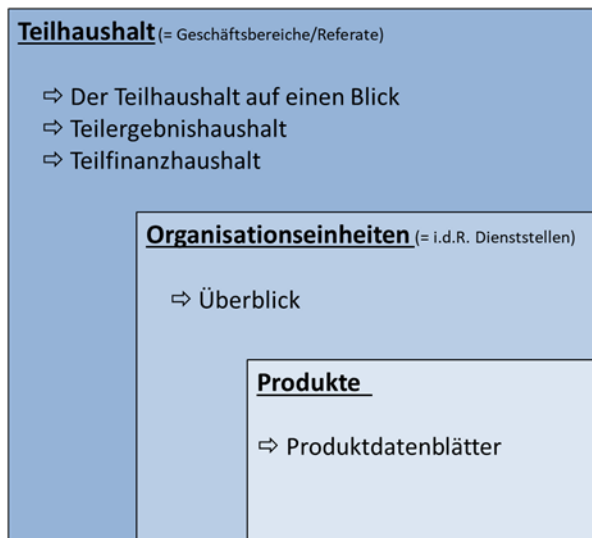 Teilhaushalt (= Geschäftsbereiche/Referate)
⇨ Der Teilhaushalt auf einen Blick
⇨ Teilergebnishaushalt
⇨ Teilfinanzhaushalt
Organisationseinheiten (= i.d.R. Dienststellen)
⇨ Überblick
Produkte
⇨ Produktdatenblätter